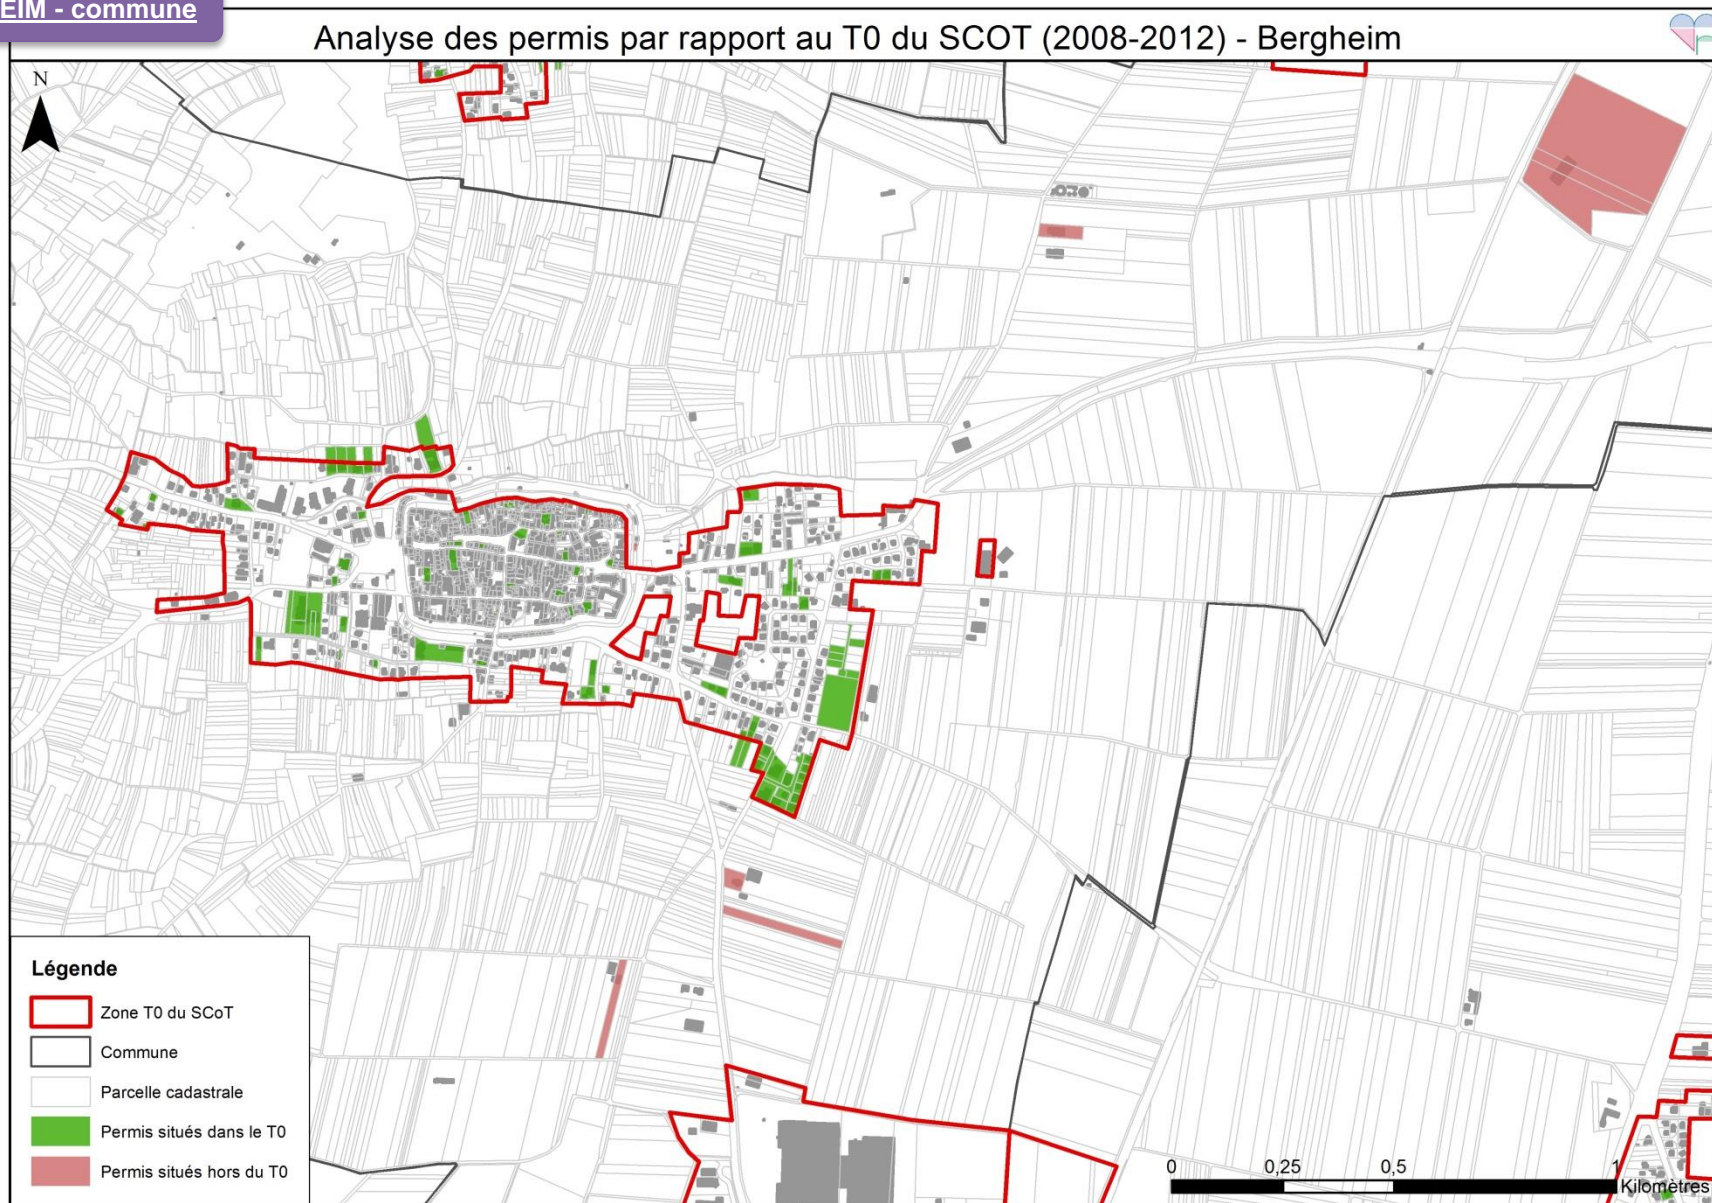 EIM - commune
Analyse des permis par rapport au T0 du SCOT (2008-2012) - Bergheim
N
Légende
Zone T0 du SCoT
Commune
Parcelle cadastrale
Permis situés dans le T0
Permis situés hors du T0
0 0,25 0,5 1
Kilomètres